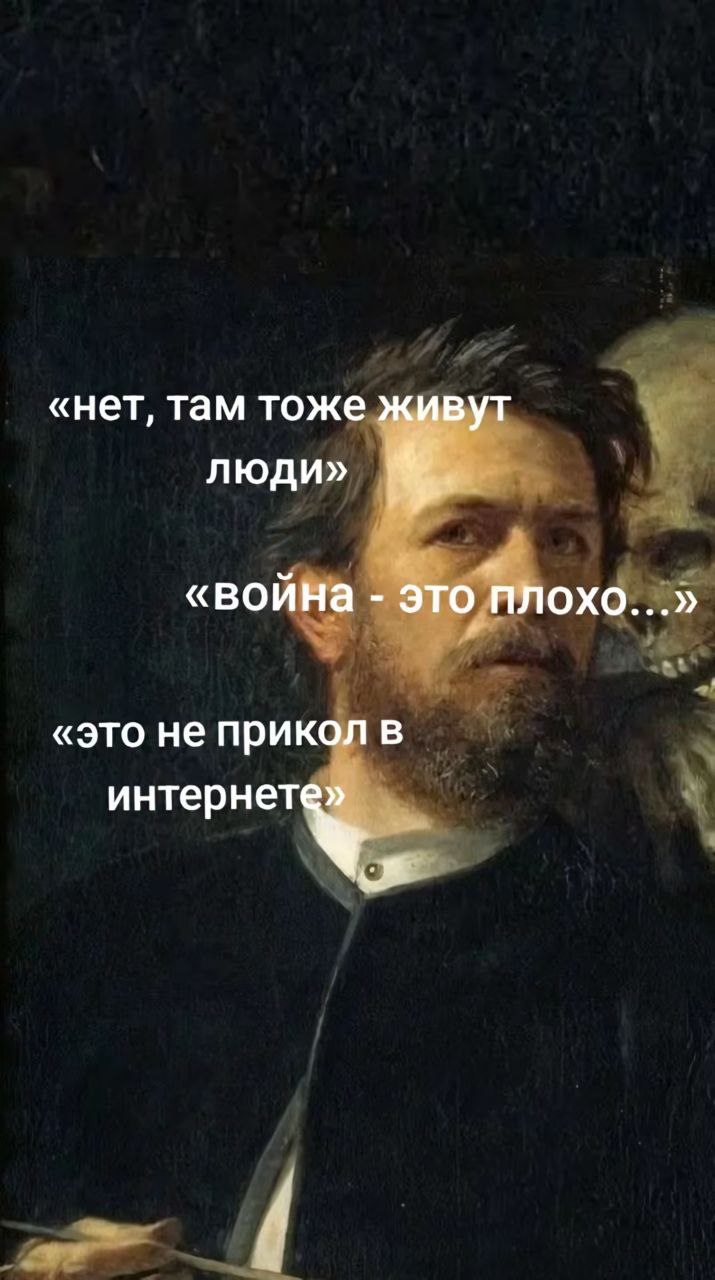 «нет, там тоже живут
люди»
«война - это плохо...»
«это не прикол в
интернете»